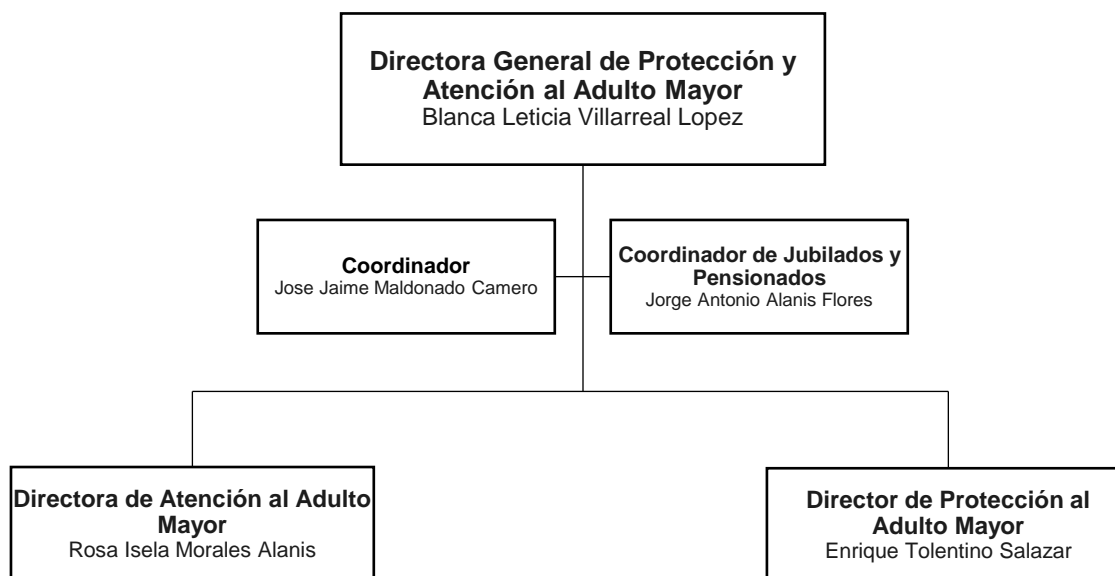 Directora General de Protección y
Atención al Adulto Mayor
Blanca Leticia Villarreal Lopez
Coordinador
Jose Jaime Maldonado Camero
Coordinador de Jubilados y
Pensionados
Jorge Antonio Alanis Flores
Directora de Atención al Adulto
Mayor
Rosa Isela Morales Alanis
Director de Protección al
Adulto Mayor
Enrique Tolentino Salazar